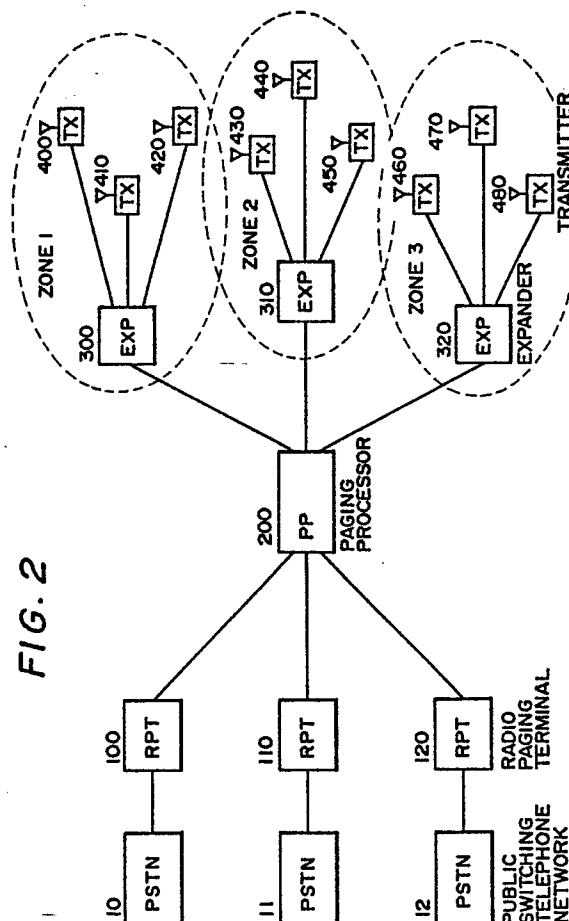 FIG. 2
10
PSTN
11
PSTN
12
PSTN
PUBLIC
SWITCHING
TELEPHONE
NETWORK
100
RPT
110
RPT
120
RPT
RADIO
PAGING
TERMINAL
200
PP
PAGING
PROCESSOR
ZONE 1
300
EXP
400
TX
410
TX
420
TX
ZONE 2
310
EXP
430
TX
440
TX
450
TX
ZONE 3
320
EXP
EXPANDER
460
TX
470
TX
480
TX
TRANSMITTER